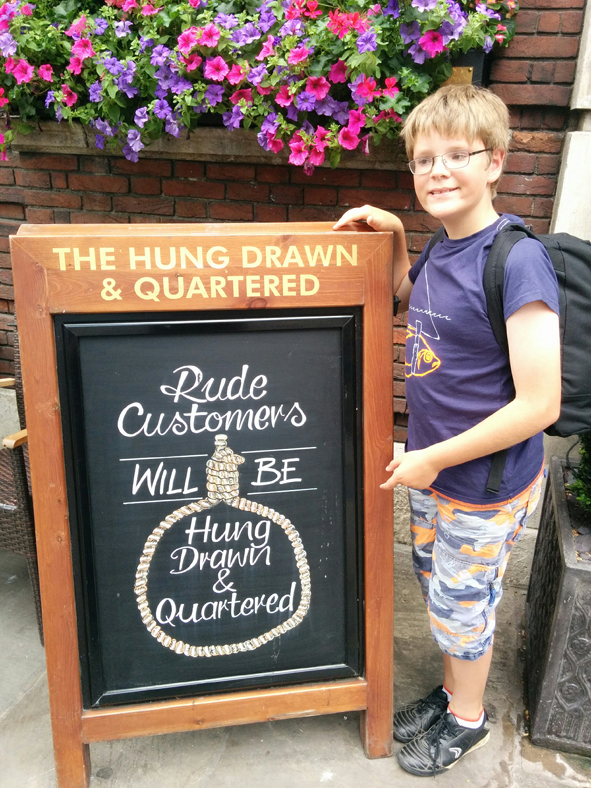 THE HUNG DRAWN
& QUARTERED
Rude
Customers
WILL BE
Hung
Drawn
&
Quartered